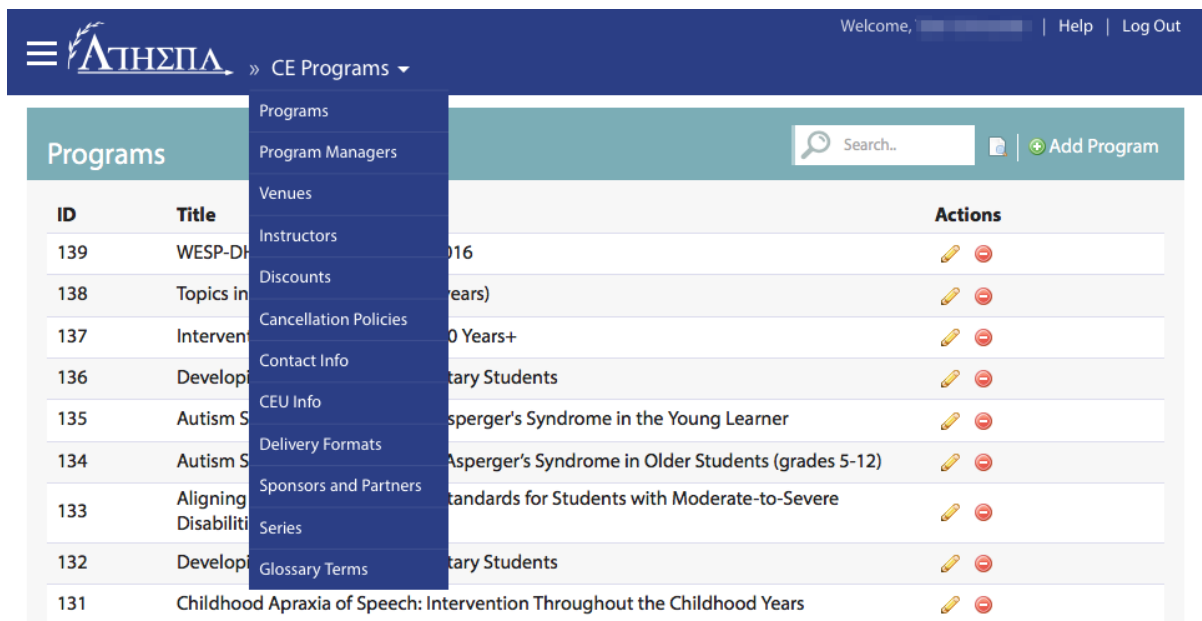 ΑΤΗΣΠΑ
» CE Programs
Welcome,
| Help | Log Out
Programs
Program Managers
Venues
Instructors
Discounts
Cancellation Policies
Contact Info
CEU Info
Delivery Formats
Sponsors and Partners
Series
Glossary Terms
Programs
Search..
| Add Program
ID Title Actions
139 WESP-DH 016
138 Topics in years)
137 Intervent 0 Years+
136 Developi tary Students
135 Autism S sperger's Syndrome in the Young Learner
134 Autism S Asperger’s Syndrome in Older Students (grades 5-12)
133 Aligning tandards for Students with Moderate-to-Severe
Disabiliti
132 Developi tary Students
131 Childhood Apraxia of Speech: Intervention Throughout the Childhood Years